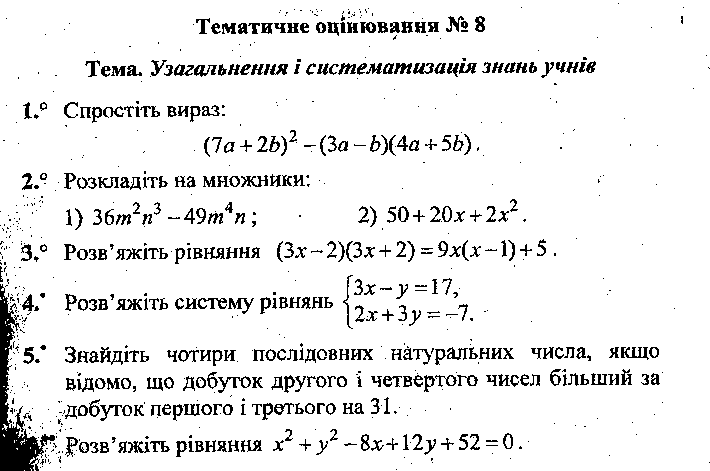 Тематичне оцінювання № 8
Тема. Узагальнення і систематизація знань учнів
1.° Спростіть вираз:
(7a + 2b)² − (3a − b)(4a + 5b).
2.° Розкладіть на множники:
1) 36m²n³ − 49m⁴n; 2) 50 + 20x + 2x².
3.° Розв’яжіть рівняння (3x − 2)(3x + 2) = 9x(x − 1) + 5.
4.• Розв’яжіть систему рівнянь {3x − y = 17,
2x + 3y = −7.
5.• Знайдіть чотири послідовних натуральних числа, якщо
відомо, що добуток другого і четвертого чисел більший за
добуток першого і третього на 31.
Розв’яжіть рівняння x² + y² − 8x + 12y + 52 = 0.